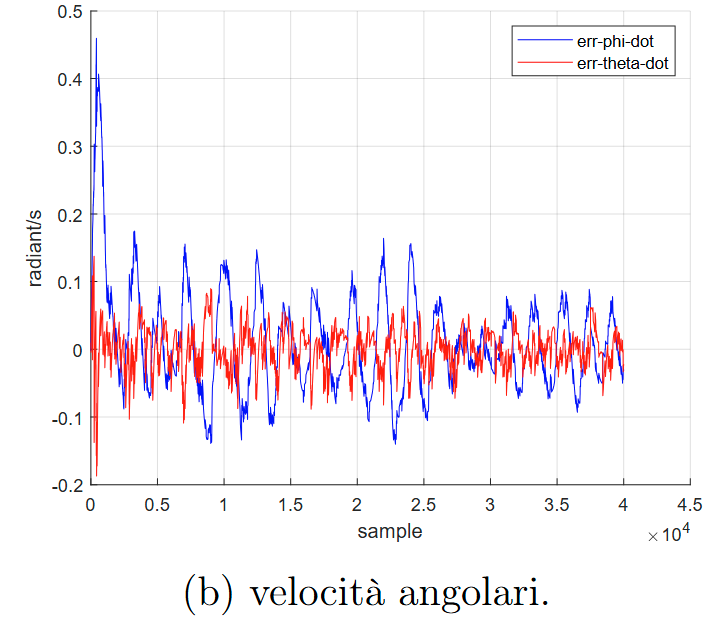 0.5
0.4
0.3
0.2
0.1
0
-0.1
-0.2
radiant/s
err-phi-dot
err-theta-dot
0 0.5 1 1.5 2 2.5 3 3.5 4 4.5
sample
×10⁴
(b) velocità angolari.